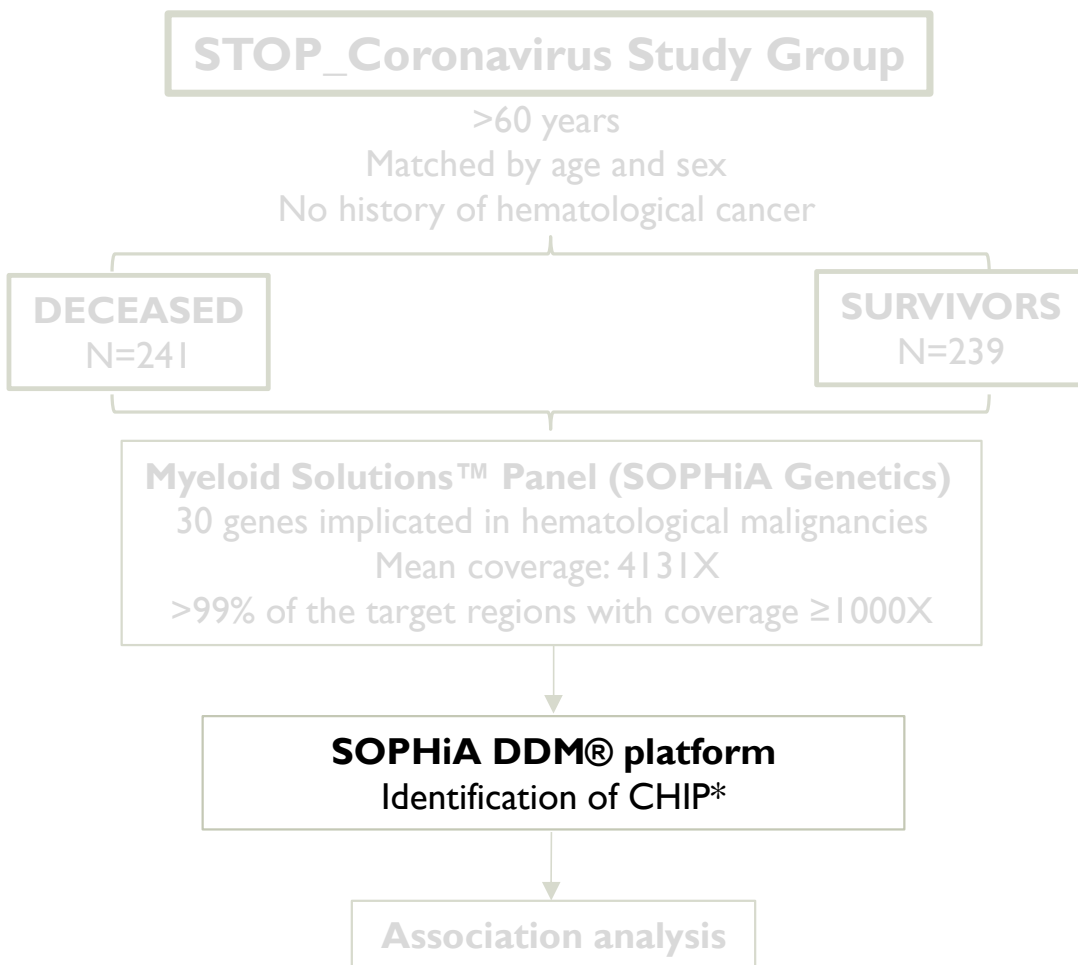 STOP_Coronavirus Study Group
>60 years
Matched by age and sex
No history of hematological cancer
DECEASED
N=241
SURVIVORS
N=239
Myeloid Solutions™ Panel (SOPHiA Genetics)
30 genes implicated in hematological malignancies
Mean coverage: 4131X
>99% of the target regions with coverage ≥1000X
SOPHiA DDM® platform
Identification of CHIP*
Association analysis